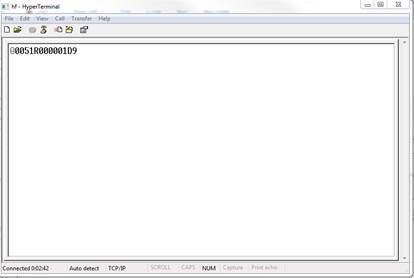 hf - HyperTerminal
File Edit View Call Transfer Help
@0051R000001D9
Connected 0:02:42 Auto detect TCP/IP SCROLL CAPS NUM Capture Print echo